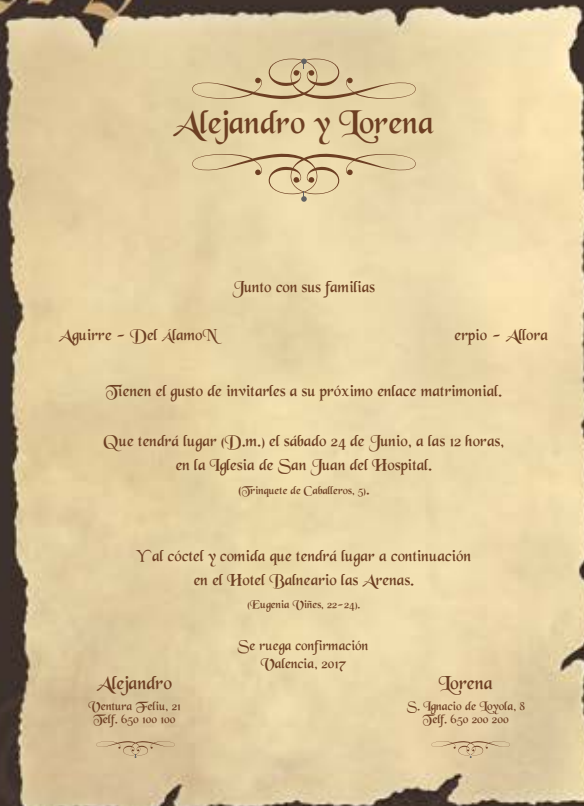 Alejandro y Lorena
Junto con sus familias
Aguirre - Del ÁlamoN erpio - Allora
Tienen el gusto de invitarles a su próximo enlace matrimonial.
Que tendrá lugar (D.m.) el sábado 24 de Junio, a las 12 horas,
en la Iglesia de San Juan del Hospital.
(Trinquete de Caballeros, 5).
Y al cóctel y comida que tendrá lugar a continuación
en el Hotel Balneario las Arenas.
(Eugenia Viñes, 22-24).
Se ruega confirmación
Valencia, 2017
Alejandro
Ventura Feliu, 21
Telf. 650 100 100
Lorena
S. Ignacio de Loyola, 8
Telf. 650 200 200